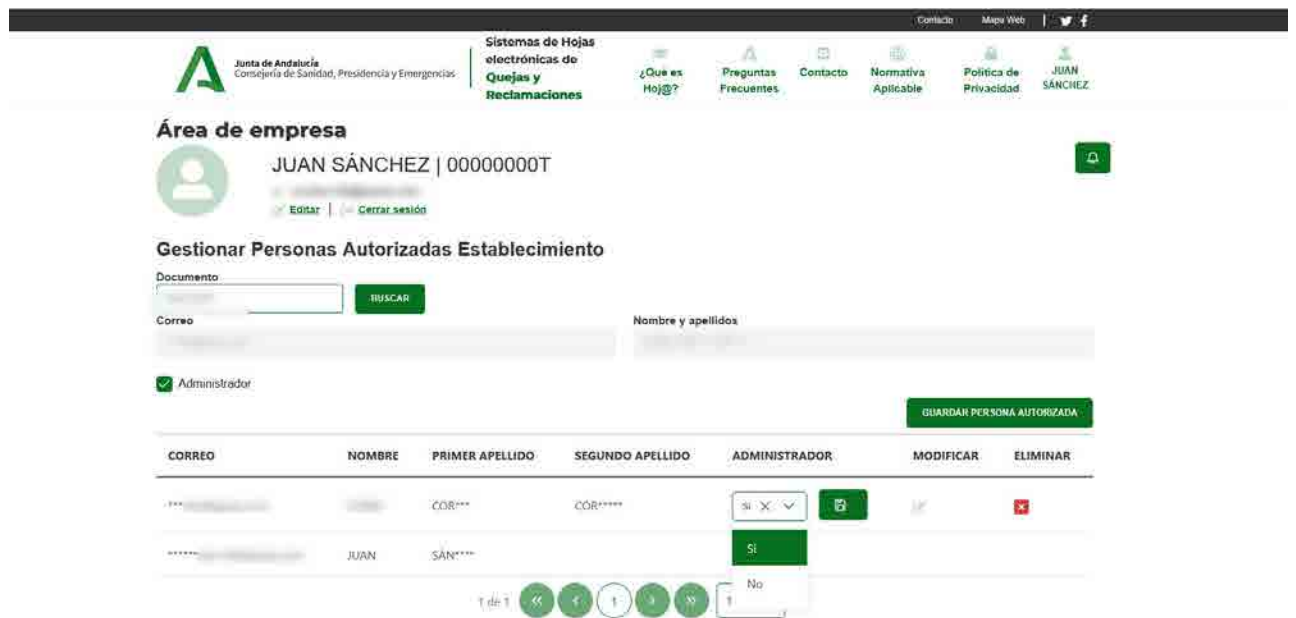 Contacto Mapa Web
Junta de Andalucía
Consejería de Sanidad, Presidencia y Emergencias
Sistemas de Hojas
electrónicas de
Quejas y
Reclamaciones
¿Qué es
Hoj@?
Preguntas
Frecuentes
Contacto
Normativa
Aplicable
Política de
Privacidad
JUAN
SÁNCHEZ
Área de empresa
JUAN SÁNCHEZ | 00000000T
Editar | Cerrar sesión
Gestionar Personas Autorizadas Establecimiento
Documento
BUSCAR
Correo Nombre y apellidos
Administrador
GUARDAR PERSONA AUTORIZADA
CORREO NOMBRE PRIMER APELLIDO SEGUNDO APELLIDO ADMINISTRADOR MODIFICAR ELIMINAR
*** COR*** COR***** Si
Si
****** JUAN SÁN****
No
1 de 1 « ‹ 1 › » 1